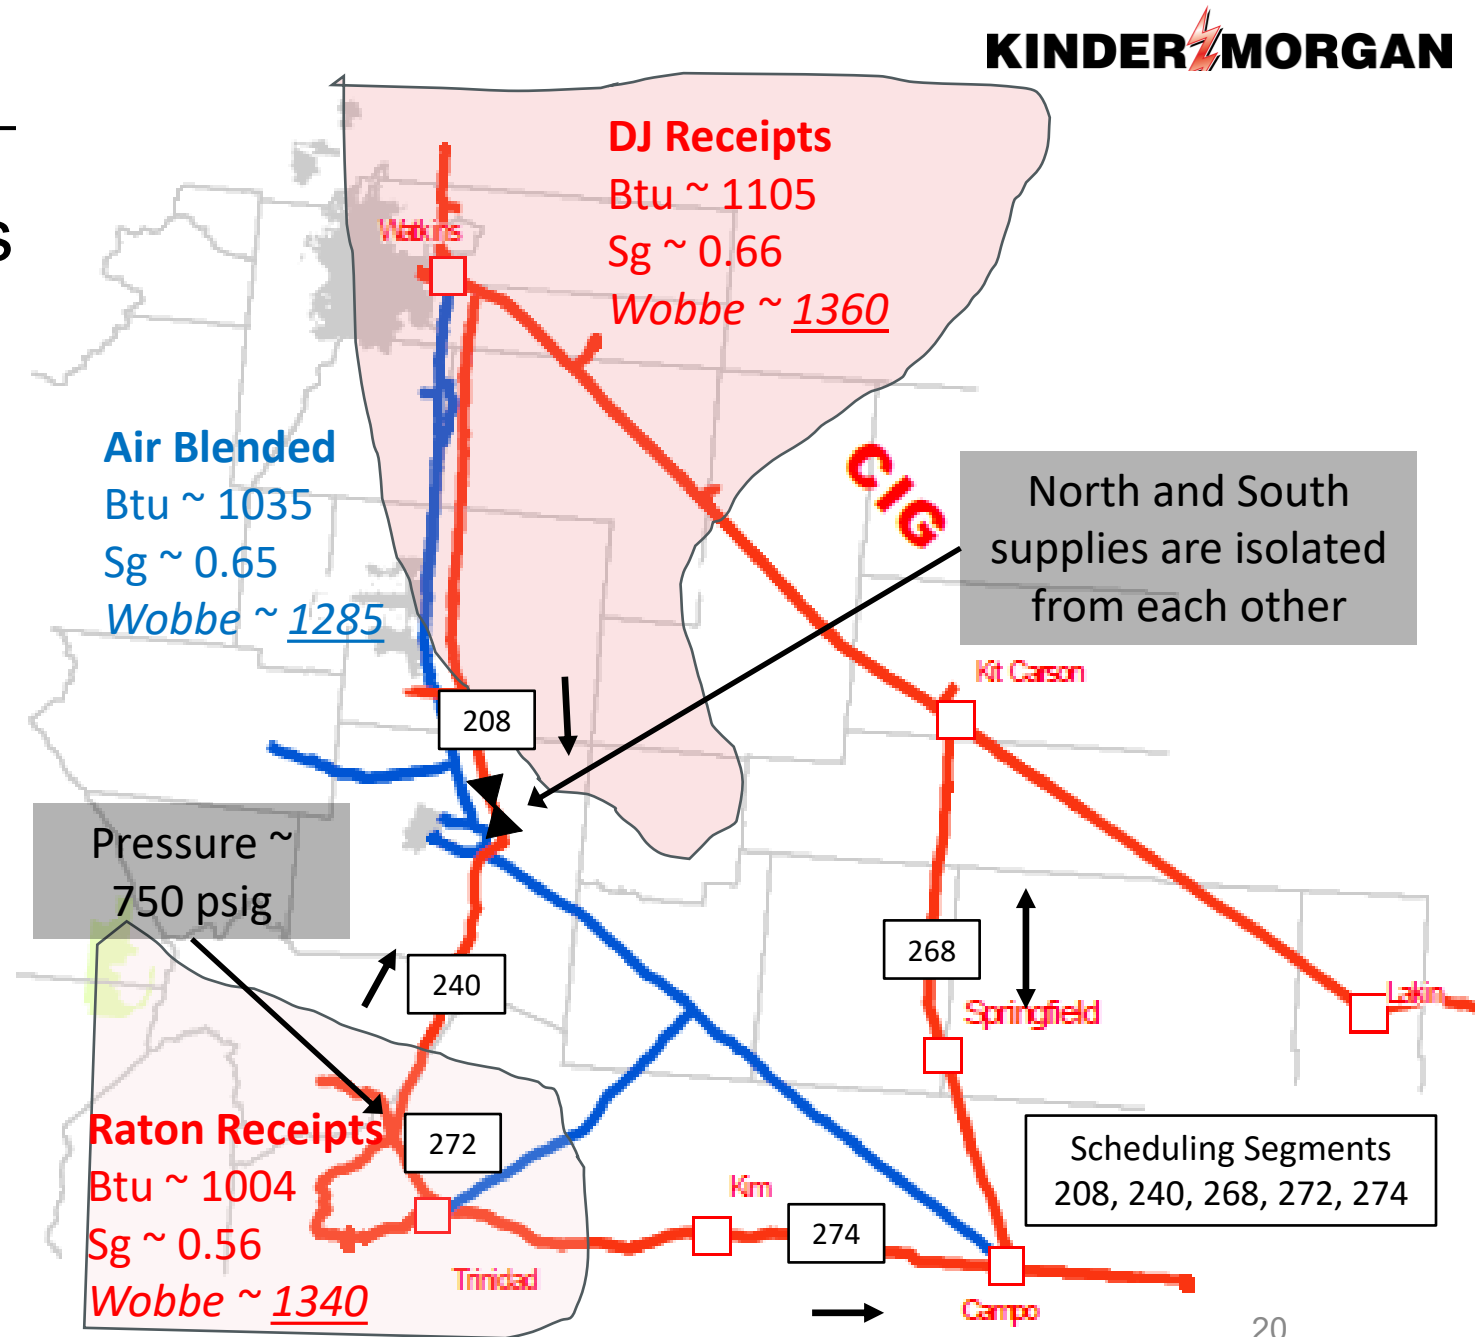 KINDER MORGAN
s
DJ Receipts
Btu ~ 1105
Sg ~ 0.66
Wobbe ~ 1360
Watkins
Air Blended
Btu ~ 1035
Sg ~ 0.65
Wobbe ~ 1285
CIG
North and South
supplies are isolated
from each other
Kit Carson
208
Pressure ~
750 psig
240
268
Springfield
Lakin
Raton Receipts
Btu ~ 1004
Sg ~ 0.56
Wobbe ~ 1340
272
Trinidad
Kim
274
Campo
Scheduling Segments
208, 240, 268, 272, 274
20